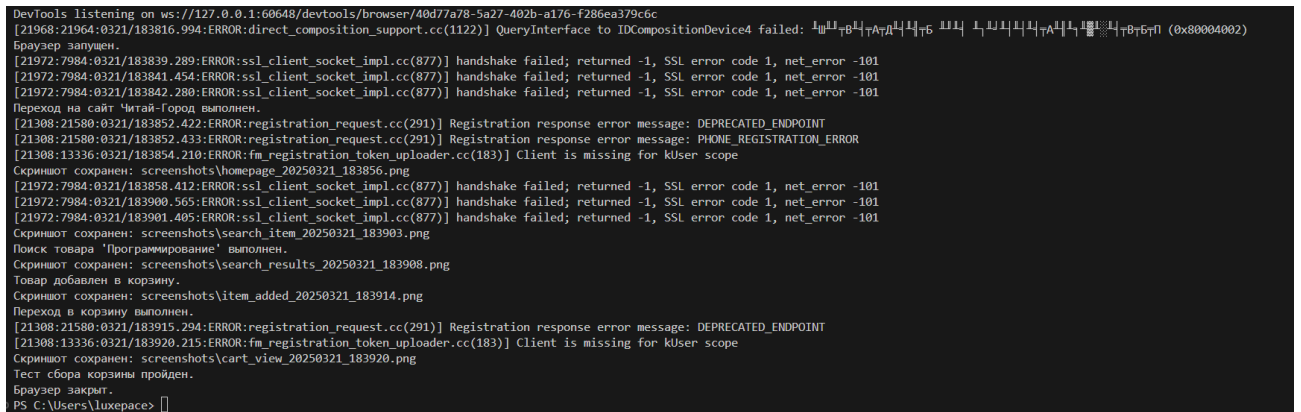 DevTools listening on ws://127.0.0.1:60648/devtools/browser/40d77a78-5a27-402b-a176-f286ea379c6c
[21968:21964:0321/183816.994:ERROR:direct_composition_support.cc(1122)] QueryInterface to IDCompositionDevice4 failed: (0x80004002)
Браузер запущен.
[21972:7984:0321/183839.289:ERROR:ssl_client_socket_impl.cc(877)] handshake failed; returned -1, SSL error code 1, net_error -101
[21972:7984:0321/183841.454:ERROR:ssl_client_socket_impl.cc(877)] handshake failed; returned -1, SSL error code 1, net_error -101
[21972:7984:0321/183842.280:ERROR:ssl_client_socket_impl.cc(877)] handshake failed; returned -1, SSL error code 1, net_error -101
Переход на сайт Читай-Город выполнен.
[21308:21580:0321/183852.422:ERROR:registration_request.cc(291)] Registration response error message: DEPRECATED_ENDPOINT
[21308:21580:0321/183852.433:ERROR:registration_request.cc(291)] Registration response error message: PHONE_REGISTRATION_ERROR
[21308:13336:0321/183854.210:ERROR:fm_registration_token_uploader.cc(183)] Client is missing for kUser scope
Скриншот сохранен: screenshots\homepage_20250321_183856.png
[21972:7984:0321/183858.412:ERROR:ssl_client_socket_impl.cc(877)] handshake failed; returned -1, SSL error code 1, net_error -101
[21972:7984:0321/183900.565:ERROR:ssl_client_socket_impl.cc(877)] handshake failed; returned -1, SSL error code 1, net_error -101
[21972:7984:0321/183901.405:ERROR:ssl_client_socket_impl.cc(877)] handshake failed; returned -1, SSL error code 1, net_error -101
Скриншот сохранен: screenshots\search_item_20250321_183903.png
Поиск товара 'Программирование' выполнен.
Скриншот сохранен: screenshots\search_results_20250321_183908.png
Товар добавлен в корзину.
Скриншот сохранен: screenshots\item_added_20250321_183914.png
Переход в корзину выполнен.
[21308:21580:0321/183915.294:ERROR:registration_request.cc(291)] Registration response error message: DEPRECATED_ENDPOINT
[21308:13336:0321/183920.215:ERROR:fm_registration_token_uploader.cc(183)] Client is missing for kUser scope
Скриншот сохранен: screenshots\cart_view_20250321_183920.png
Тест сбора корзины пройден.
Браузер закрыт.
PS C:\Users\luxepace>